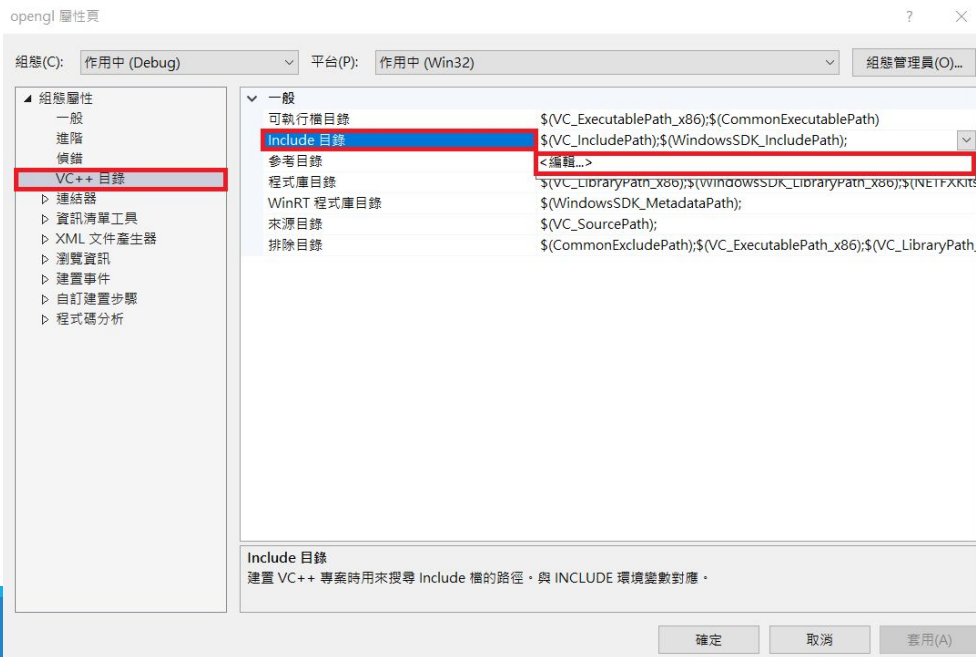 opengl 屬性頁
組態(C): 作用中 (Debug) 平台(P): 作用中 (Win32) 組態管理員(O)...
組態屬性
一般
進階
偵錯
VC++ 目錄
連結器
資訊清單工具
XML 文件產生器
瀏覽資訊
建置事件
自訂建置步驟
程式碼分析
一般
可執行檔目錄 $(VC_ExecutablePath_x86);$(CommonExecutablePath)
Include 目錄 $(VC_IncludePath);$(WindowsSDK_IncludePath);
參考目錄 <編輯...>
程式庫目錄 $(VC_LibraryPath_x86);$(WindowsSDK_LibraryPath_x86);$(NETFXKits
WinRT 程式庫目錄 $(WindowsSDK_MetadataPath);
來源目錄 $(VC_SourcePath);
排除目錄 $(CommonExcludePath);$(VC_ExecutablePath_x86);$(VC_LibraryPath_
Include 目錄
建置 VC++ 專案時用來搜尋 Include 檔的路徑。與 INCLUDE 環境變數對應。
確定 取消 套用(A)